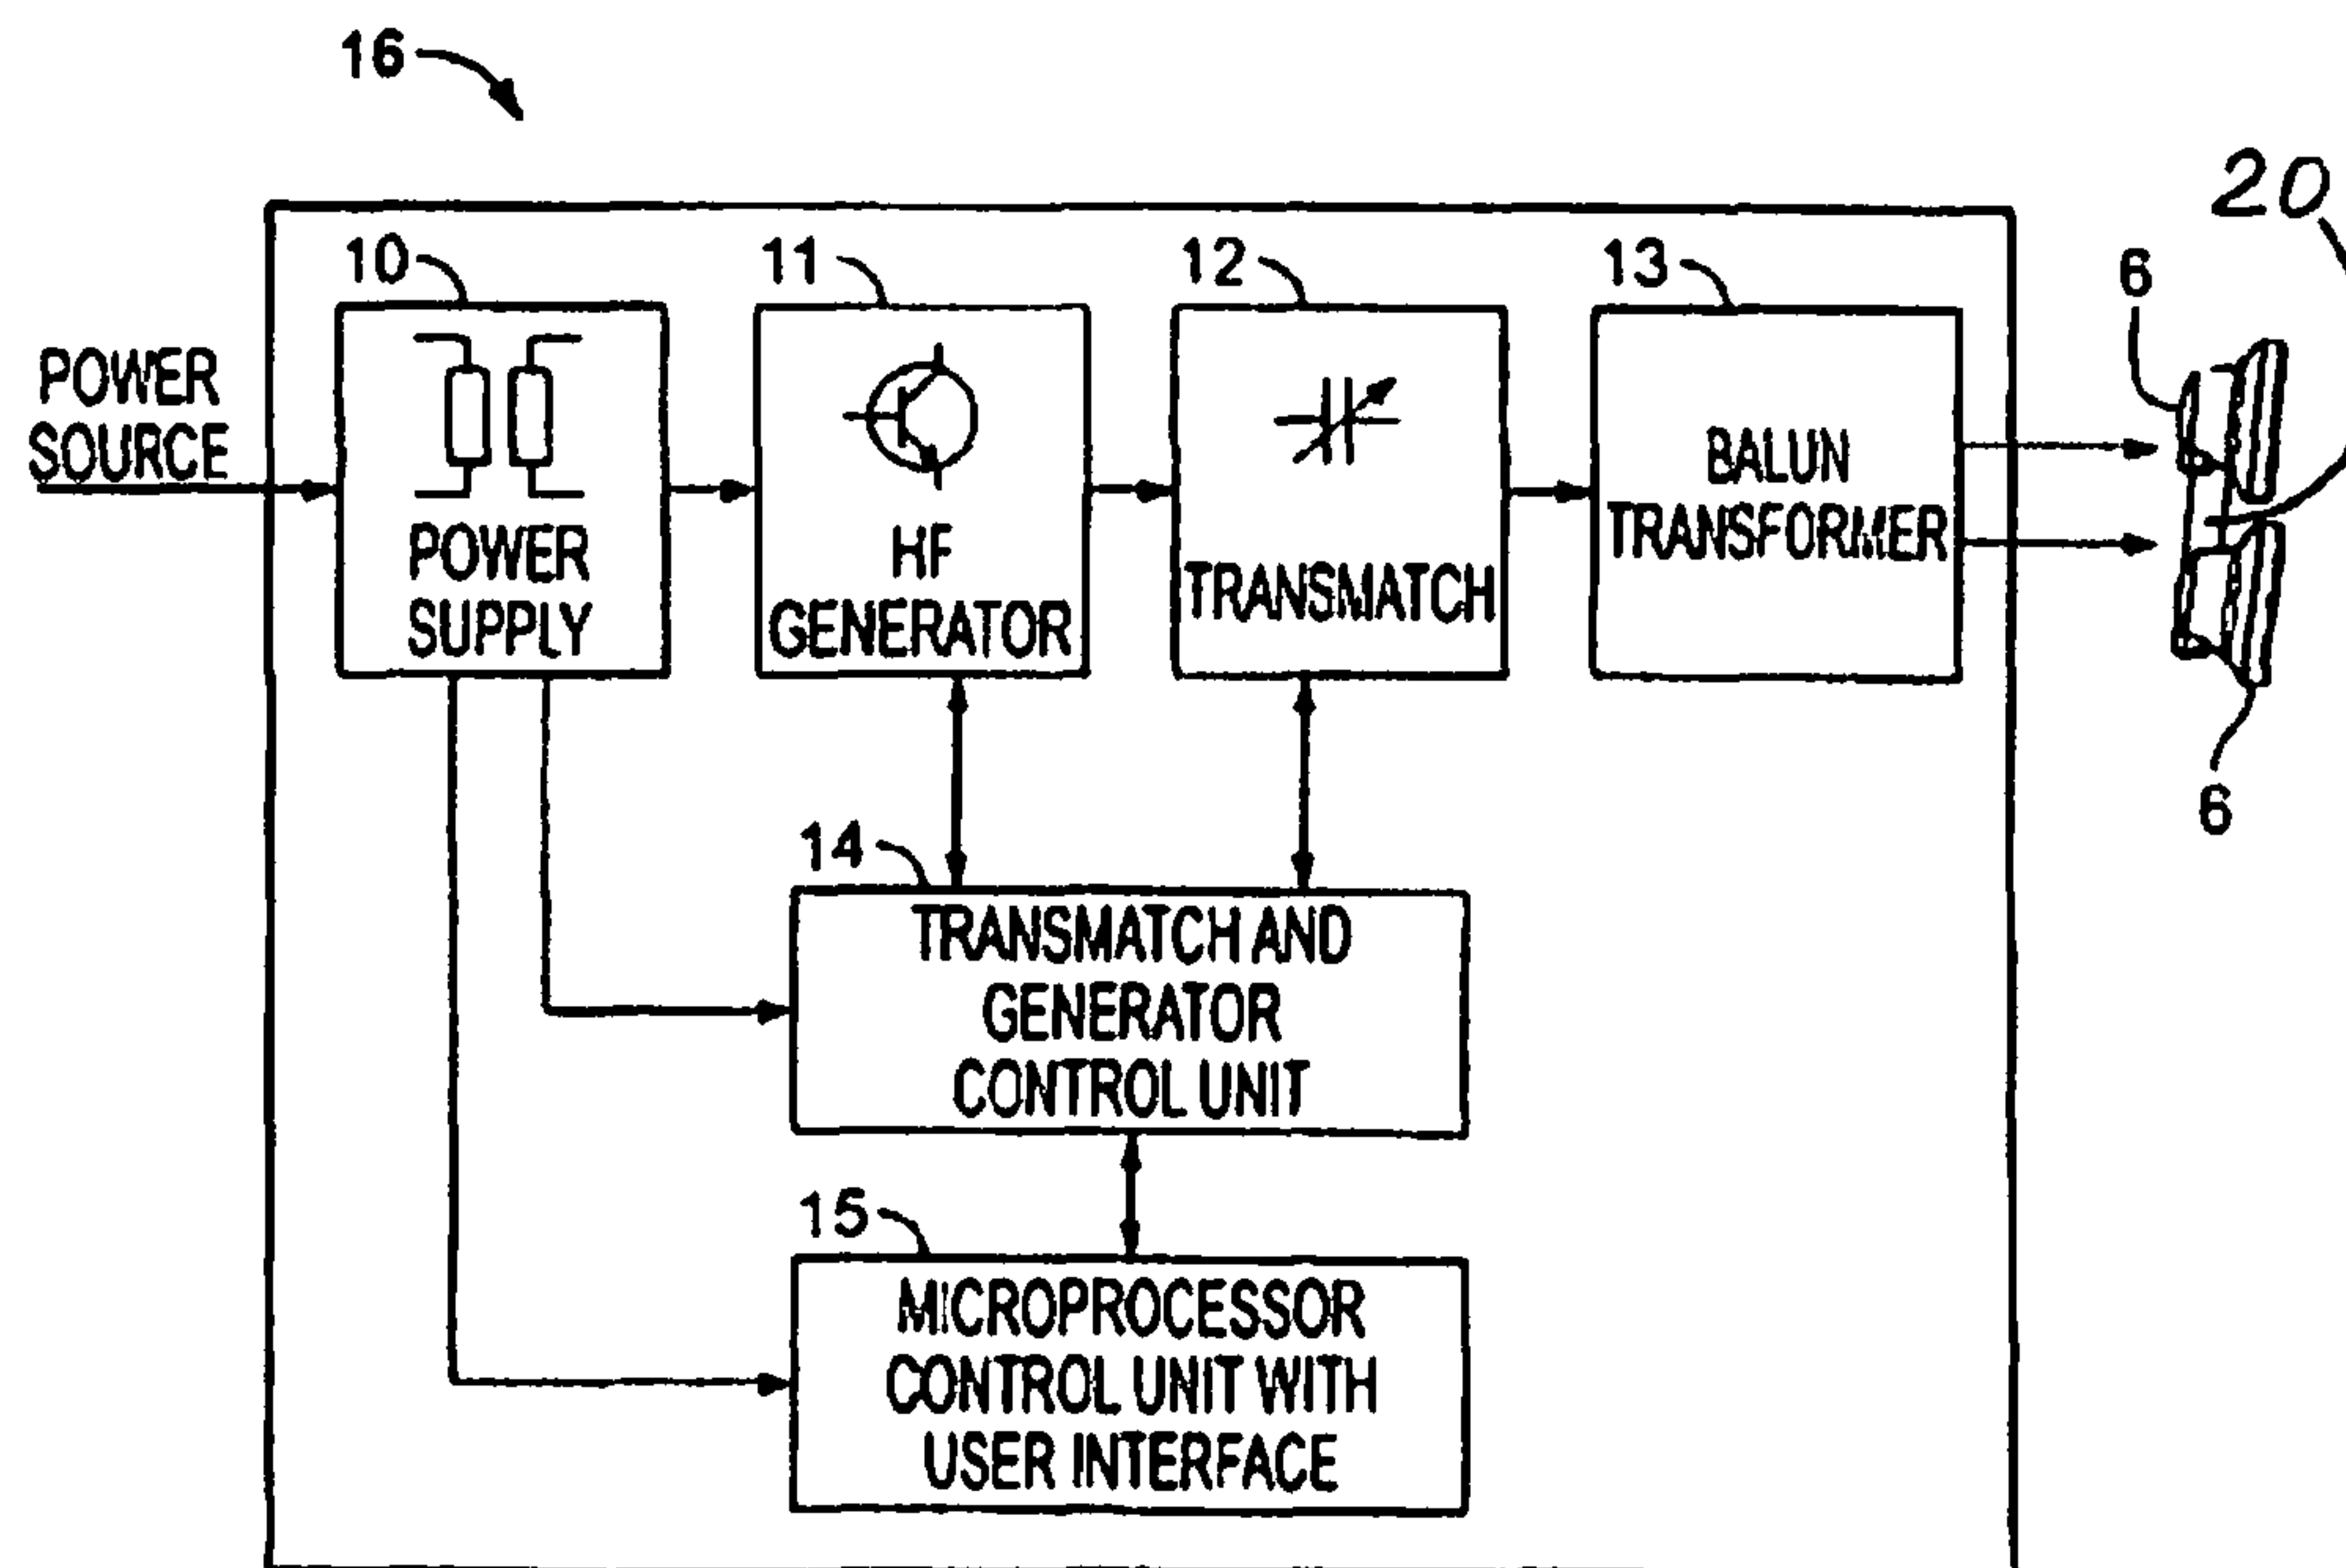 16
20
10
11
12
13
6
POWER
SOURCE
POWER
SUPPLY
HF
GENERATOR
TRANSMATCH
BALUN
TRANSFORMER
6
14
TRANSMATCH AND
GENERATOR
CONTROL UNIT
15
MICROPROCESSOR
CONTROL UNIT WITH
USER INTERFACE